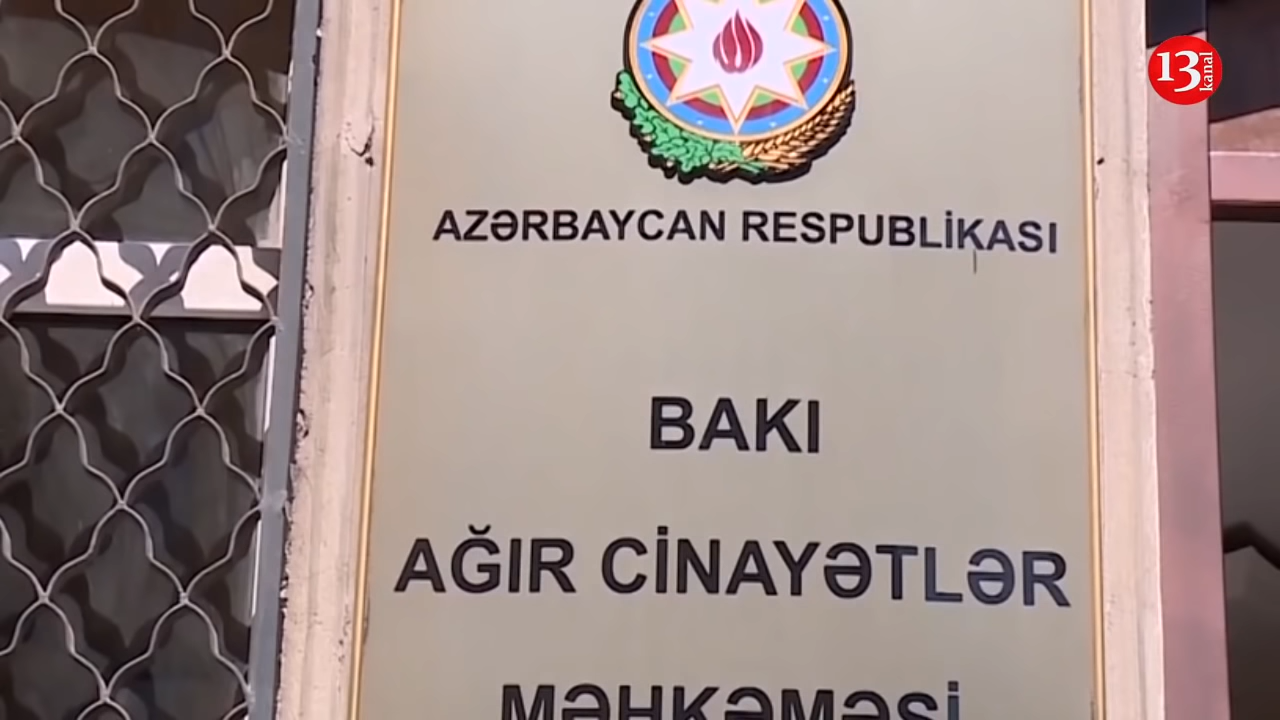 13 kanal
AZƏRBAYCAN RESPUBLİKASI
BAKI
AĞIR CİNAYƏTLƏR
MƏHKƏMƏSİ